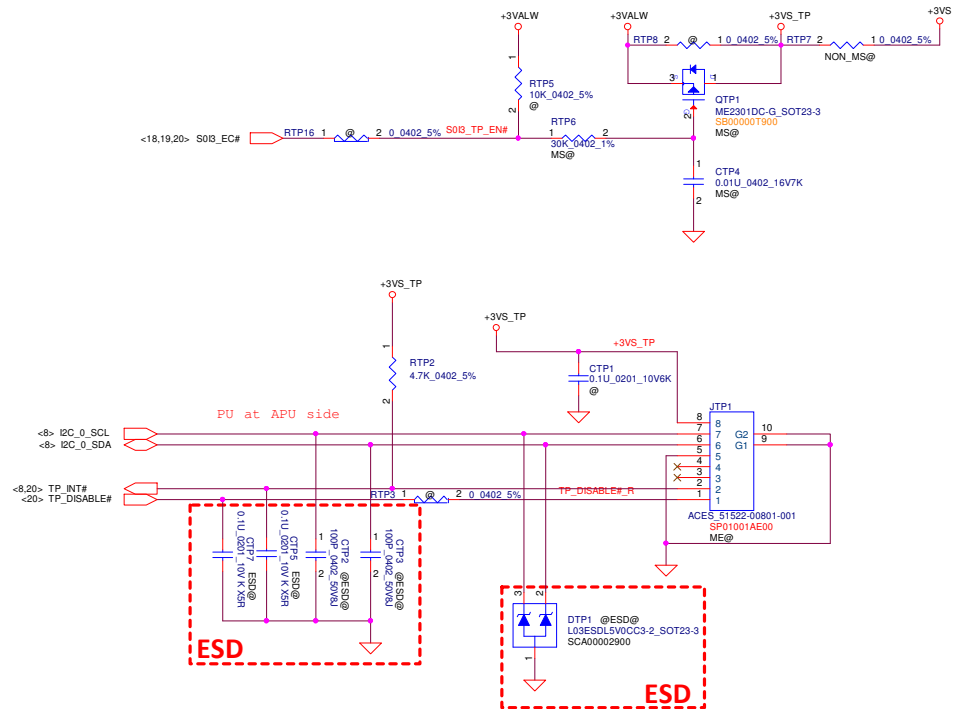 +3VALW
+3VALW
+3VS_TP
+3VS
RTP8 2 @ 1 0_0402_5%
RTP7 2 1 0_0402_5%
NON_MS@
1
RTP5
10K_0402_5%
2 @
3 1
QTP1
ME2301DC-G_SOT23-3
SB00000T900
MS@
2
<18,19,20> S0I3_EC#
RTP16 1 @ 2 0_0402_5%
S0I3_TP_EN#
RTP6
1 2
30K_0402_1%
MS@
1
CTP4
0.01U_0402_16V7K
MS@
2
+3VS_TP
+3VS_TP
+3VS_TP
1
RTP2
4.7K_0402_5%
2
CTP1
0.1U_0201_10V6K
@
PU at APU side
JTP1
<8> I2C_0_SCL
<8> I2C_0_SDA
<8,20> TP_INT#
<20> TP_DISABLE#
RTP3 1 @ 2 0_0402_5%
TP_DISABLE#_R
8 8
7 7
6 6
5 5
4 4
3 3
2 2
1 1
G2 10
G1 9
ACES_51522-00801-001
SP01001AE00
ME@
CTP7 ESD@
0.1U_0201_10V K X5R
CTP5 ESD@
0.1U_0201_10V K X5R
1
2
CTP2 @ESD@
100P_0402_50V8J
1
2
CTP3 @ESD@
100P_0402_50V8J
ESD
3 2
DTP1 @ESD@
L03ESDL5V0CC3-2_SOT23-3
SCA00002900
1
ESD